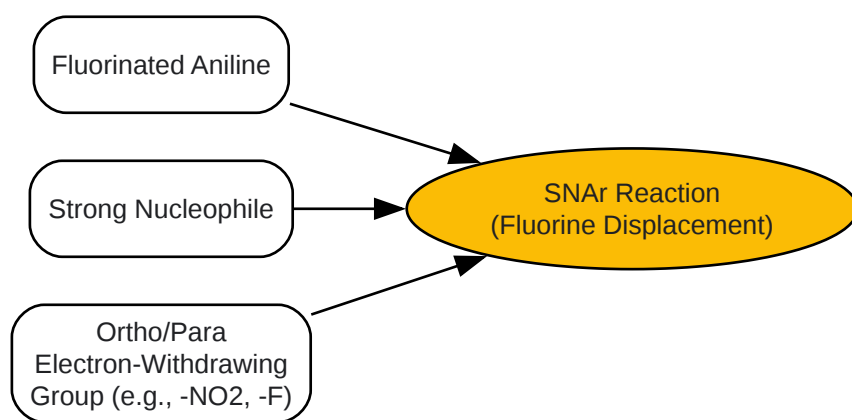 Fluorinated Aniline
Strong Nucleophile
Ortho/Para
Electron-Withdrawing
Group (e.g., -NO2, -F)
SNAr Reaction
(Fluorine Displacement)